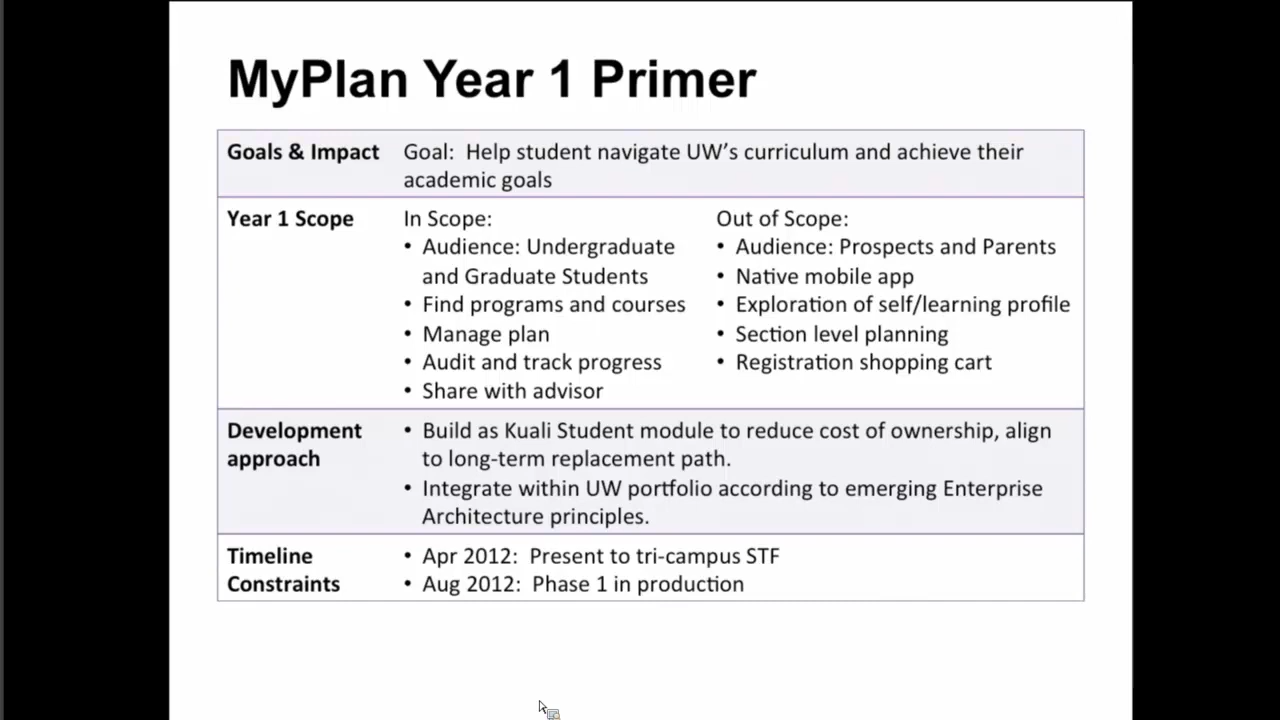 MyPlan Year 1 Primer
Goals & Impact
Goal:  Help student navigate UW’s curriculum and achieve their
academic goals
Year 1 Scope
In Scope:
• Audience: Undergraduate
and Graduate Students
• Find programs and courses
• Manage plan
• Audit and track progress
• Share with advisor
Out of Scope:
• Audience: Prospects and Parents
• Native mobile app
• Exploration of self/learning profile
• Section level planning
• Registration shopping cart
Development
approach
• Build as Kuali Student module to reduce cost of ownership, align
to long-term replacement path.
• Integrate within UW portfolio according to emerging Enterprise
Architecture principles.
Timeline
Constraints
• Apr 2012:  Present to tri-campus STF
• Aug 2012:  Phase 1 in production